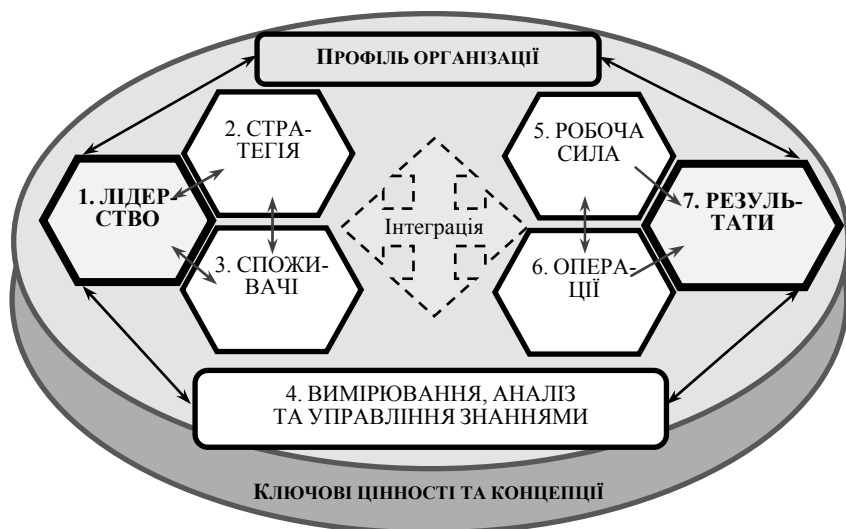 ПРОФІЛЬ ОРГАНІЗАЦІЇ
2. СТРА-
ТЕГІЯ
5. РОБОЧА
СИЛА
1. ЛІДЕР-
СТВО
Інтеграція
7. РЕЗУЛЬ-
ТАТИ
3. СПОЖИ-
ВАЧІ
6. ОПЕРА-
ЦІЇ
4. ВИМІРЮВАННЯ, АНАЛІЗ
ТА УПРАВЛІННЯ ЗНАННЯМИ
КЛЮЧОВІ ЦІННОСТІ ТА КОНЦЕПЦІЇ